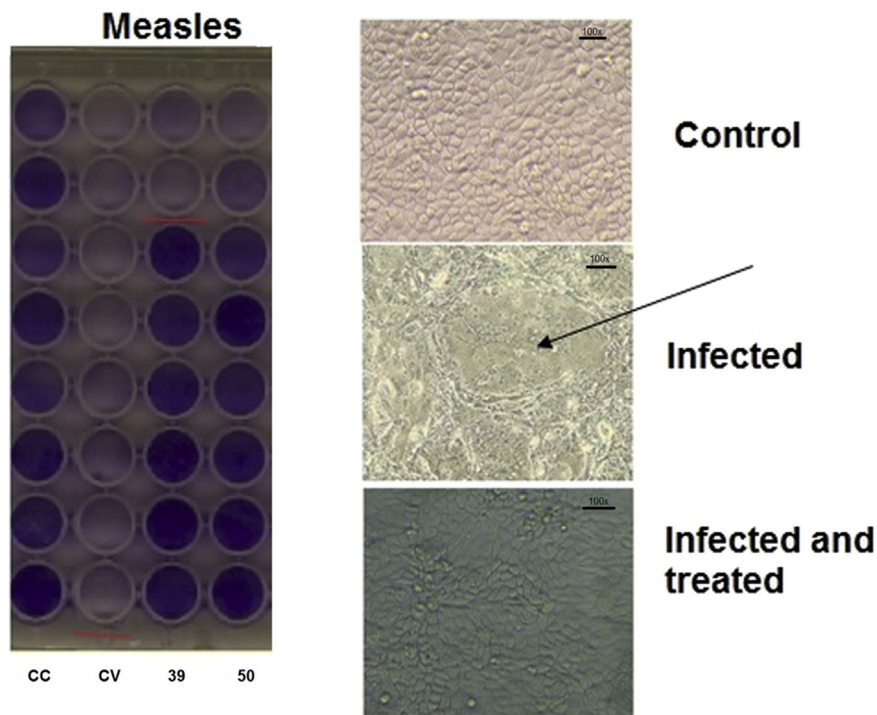 Measles
100x
Control
100x
Infected
100x
Infected and
treated
CC CV 39 50